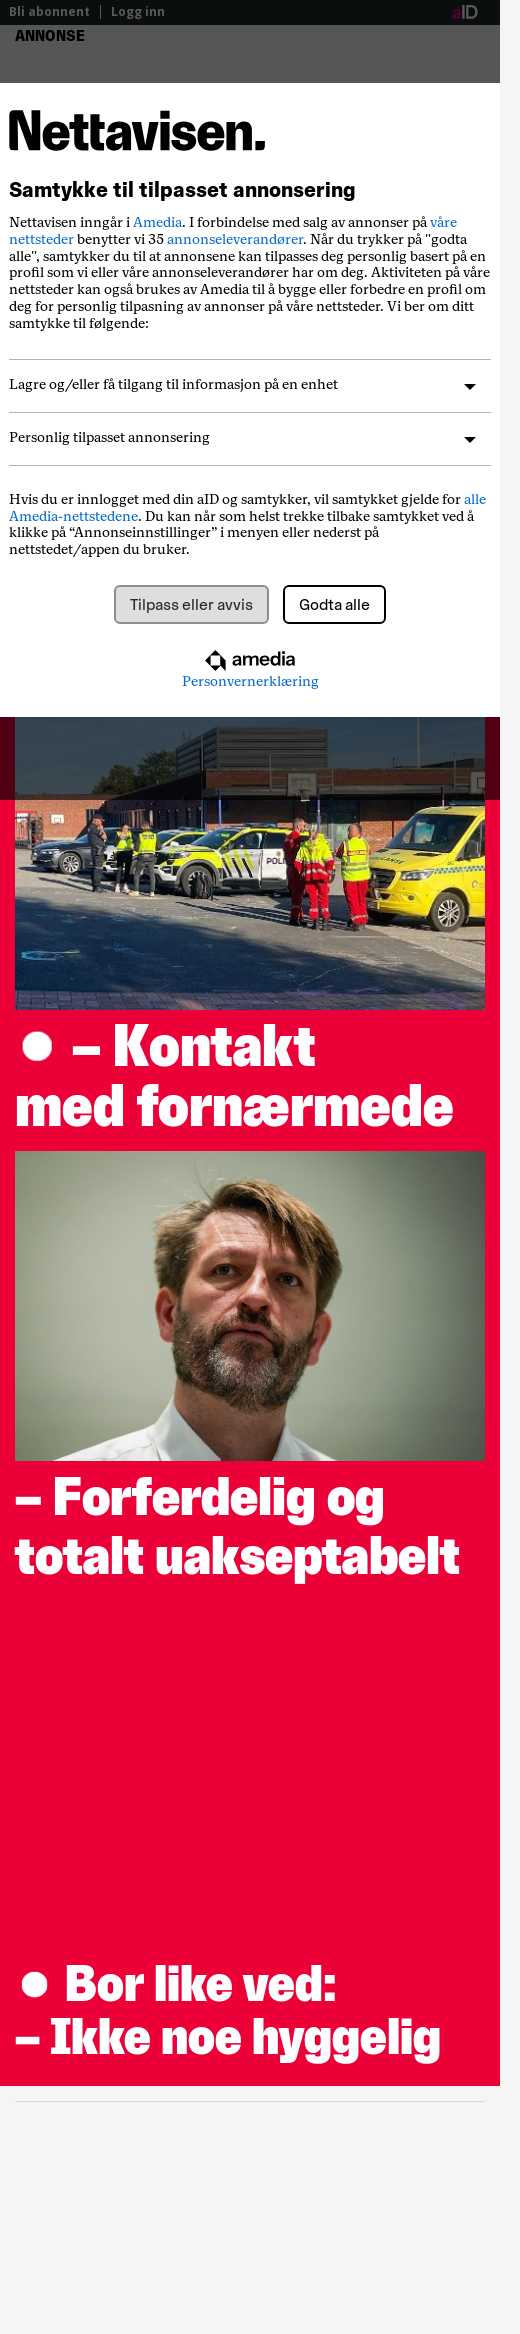 Bli abonnent
Logg inn
aID
ANNONSE
Nettavisen.
Samtykke til tilpasset annonsering
Nettavisen inngår i Amedia. I forbindelse med salg av annonser på våre
nettsteder benytter vi 35 annonseleverandører. Når du trykker på "godta
alle", samtykker du til at annonsene kan tilpasses deg personlig basert på en
profil som vi eller våre annonseleverandører har om deg. Aktiviteten på våre
nettsteder kan også brukes av Amedia til å bygge eller forbedre en profil om
deg for personlig tilpasning av annonser på våre nettsteder. Vi ber om ditt
samtykke til følgende:
Lagre og/eller få tilgang til informasjon på en enhet
Personlig tilpasset annonsering
Hvis du er innlogget med din aID og samtykker, vil samtykket gjelde for alle
Amedia-nettstedene. Du kan når som helst trekke tilbake samtykket ved å
klikke på “Annonseinnstillinger” i menyen eller nederst på
nettstedet/appen du bruker.
Tilpass eller avvis
Godta alle
amedia
Personvernerklæring
– Kontakt
med fornærmede
– Forferdelig og
totalt uakseptabelt
Bor like ved:
– Ikke noe hyggelig